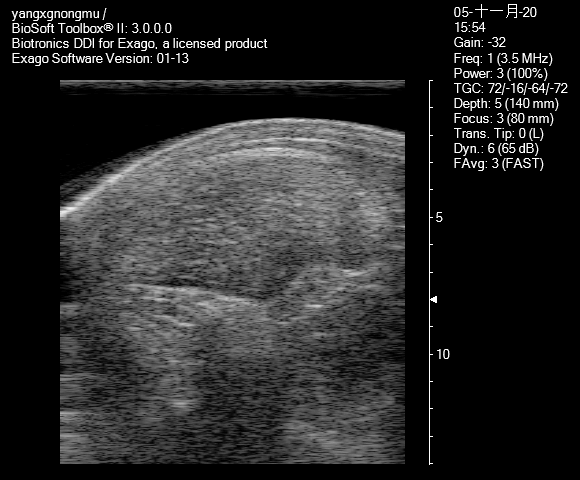 yangxgnongmu /
BioSoft Toolbox® II: 3.0.0.0
Biotronics DDI for Exago, a licensed product
Exago Software Version: 01-13
05-十一月-20
15:54
Gain: -32
Freq: 1 (3.5 MHz)
Power: 3 (100%)
TGC: 72/-16/-64/-72
Depth: 5 (140 mm)
Focus: 3 (80 mm)
Trans. Tip: 0 (L)
Dyn.: 6 (65 dB)
FAvg: 3 (FAST)
5
10